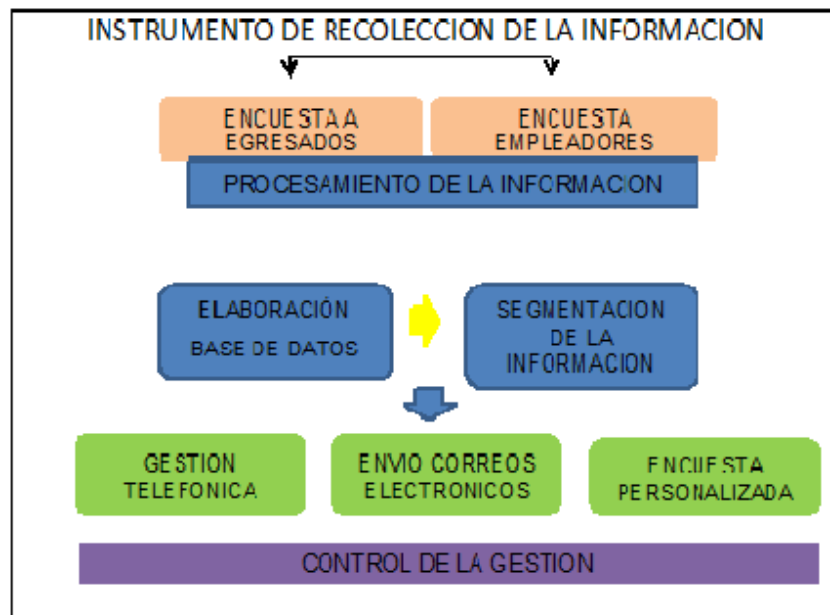 INSTRUMENTO DE RECOLECCION DE LA INFORMACION
ENCUESTA A
EGRESADOS
ENCUESTA
EMPLEADORES
PROCESAMIENTO DE LA INFORMACION
ELABORACIÓN
BASE DE DATOS
SEGMENTACION
DE LA
INFORMACION
GESTION
TELEFONICA
ENVIO CORREOS
ELECTRONICOS
ENCUESTA
PERSONALIZADA
CONTROL DE LA GESTION